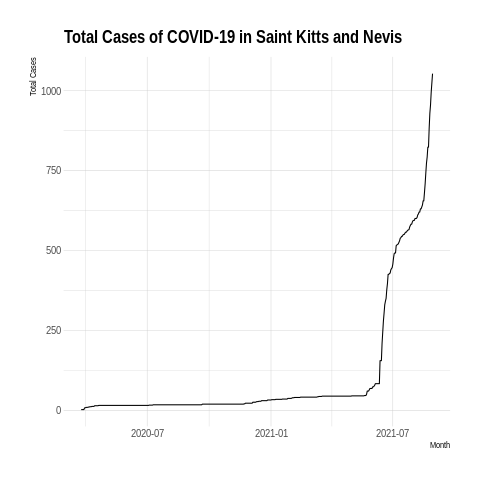 Total Cases of COVID-19 in Saint Kitts and Nevis
Total Cases
1000
750
500
250
0
2020-07 2021-01 2021-07
Month